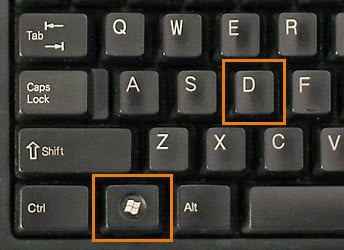 Tab Q W E R
Caps Lock A S D F
Shift Z X C V
Ctrl Alt